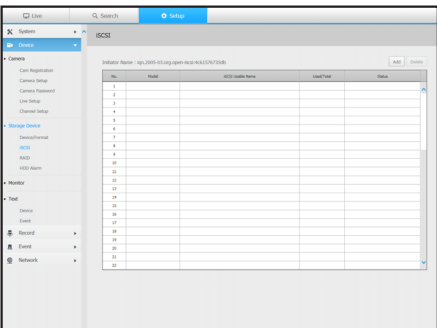 Live
Search
Setup
System
Device
Camera
Cam Registration
Camera Setup
Camera Password
Live Setup
Channel Setup
Storage Device
Device/Format
iSCSI
RAID
HDD Alarm
Monitor
Text
Device
Event
Record
Event
Network
iSCSI
Initiator Name :
Add
Delete
No.
Model
iSCSI Usable Name
Used/Total
Status
1
2
3
4
5
6
7
8
9
10
11
12
13
14
15
16
17
18
19
20
21
22